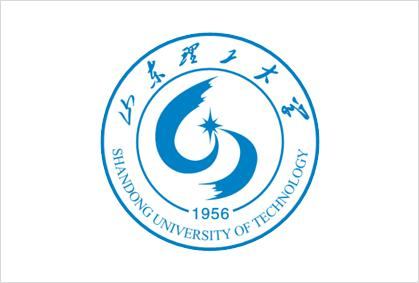 山东理工大学
1956
SHANDONG UNIVERSITY OF TECHNOLOGY